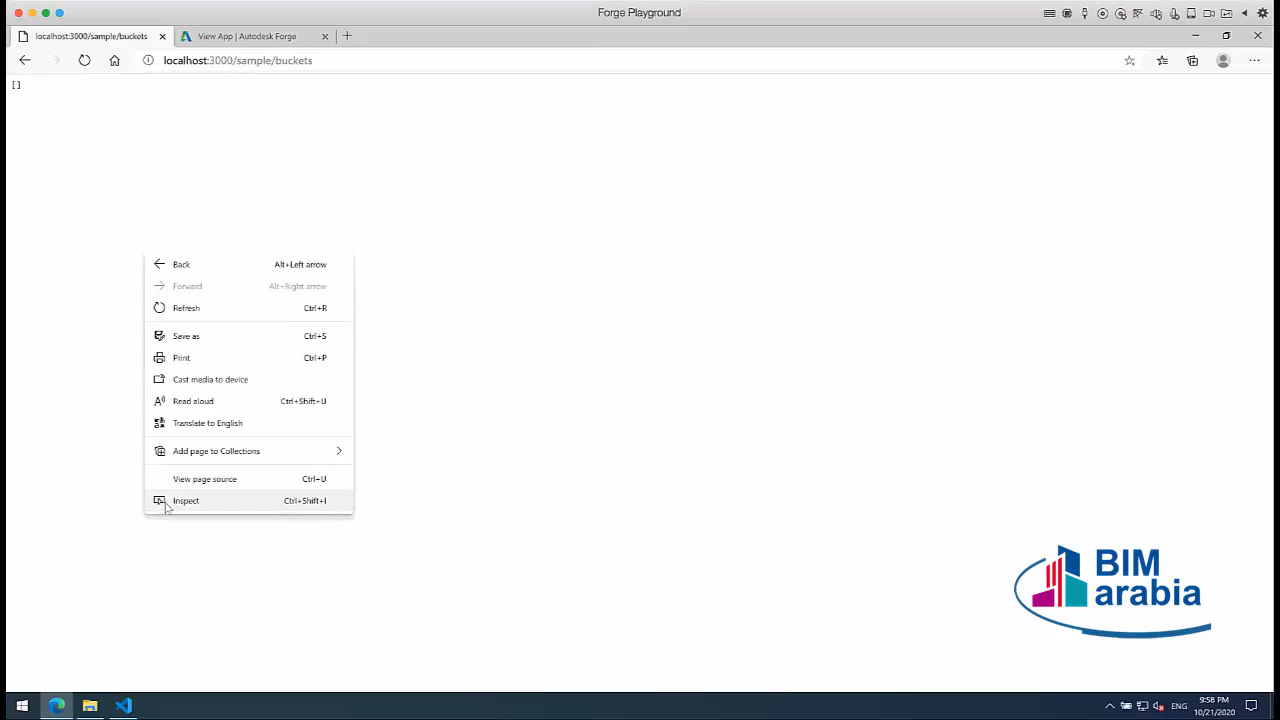 Forge Playground
localhost:3000/sample/buckets
View App | Autodesk Forge
localhost:3000/sample/buckets
[]
Back Alt+Left arrow
Forward Alt+Right arrow
Refresh Ctrl+R
Save as Ctrl+S
Print Ctrl+P
Cast media to device
Read aloud Ctrl+Shift+U
Translate to English
Add page to Collections
View page source Ctrl+U
Inspect Ctrl+Shift+I
BIM
arabia
ENG
9:58 PM
10/21/2020